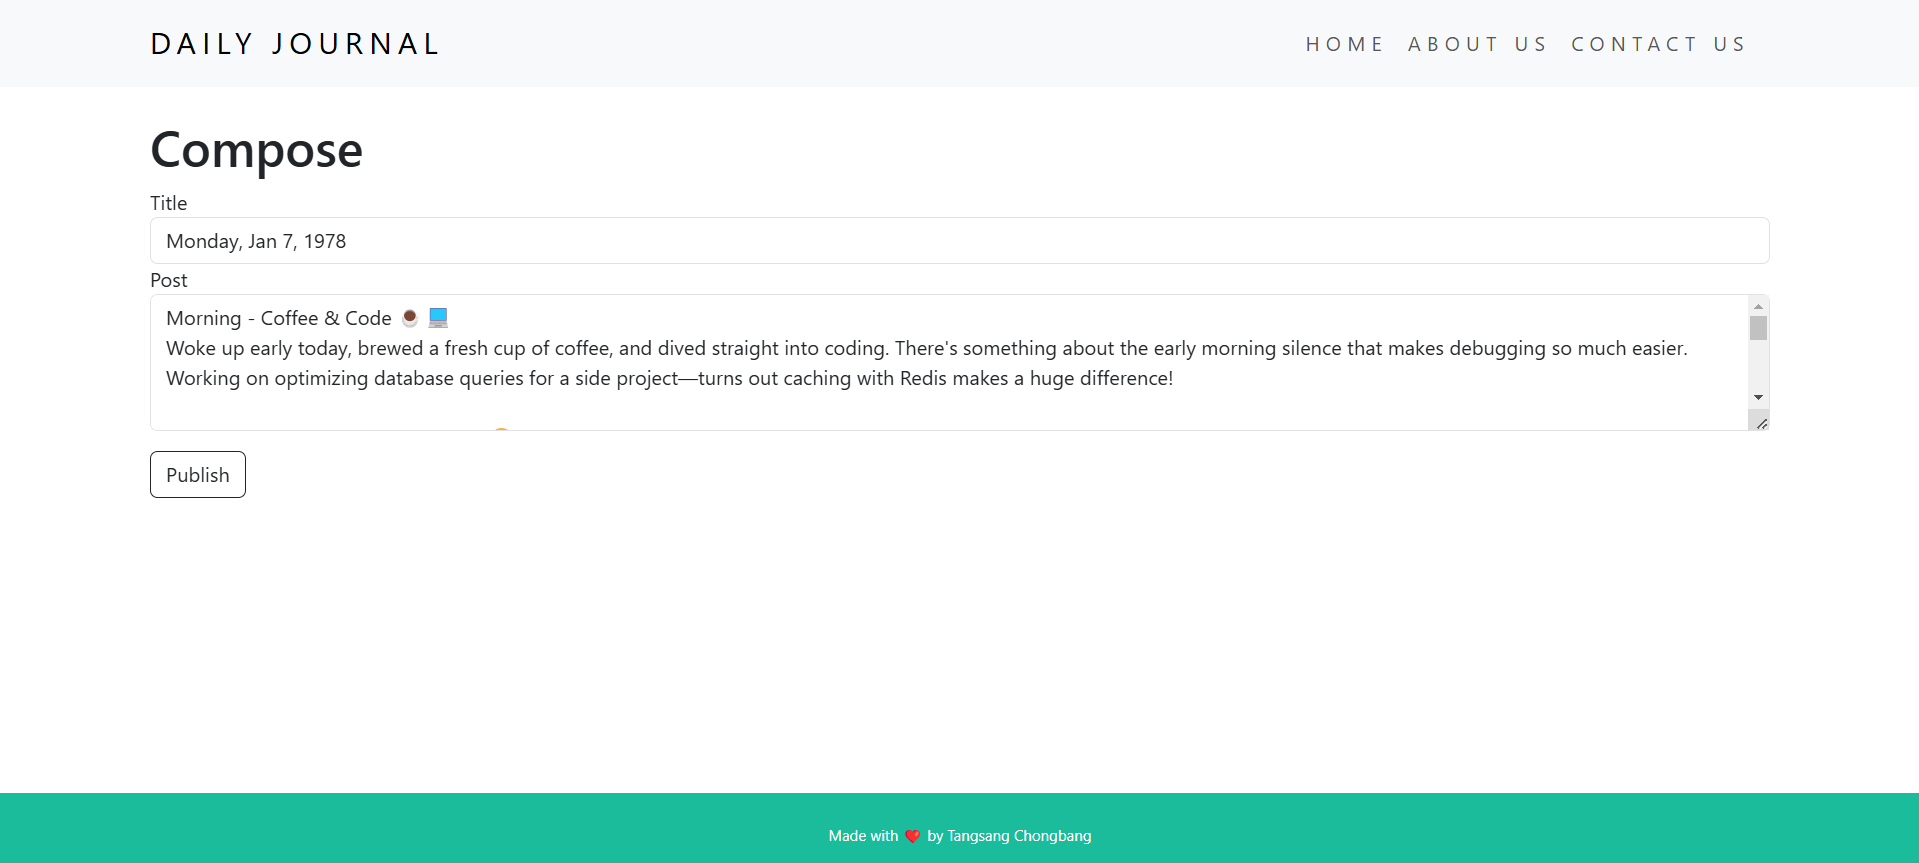 DAILY JOURNAL
HOME ABOUT US CONTACT US
Compose
Title
Monday, Jan 7, 1978
Post
Morning - Coffee & Code ☕ 💻
Woke up early today, brewed a fresh cup of coffee, and dived straight into coding. There's something about the early morning silence that makes debugging so much easier.
Working on optimizing database queries for a side project—turns out caching with Redis makes a huge difference!
Publish
Made with ❤️ by Tangsang Chongbang